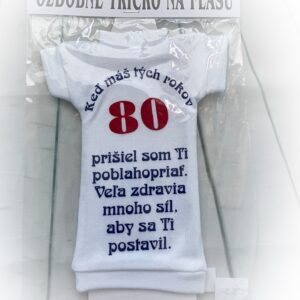 OZDOBNÉ TRIČKO NA FĽAŠU
Keď máš tých rokov
80
prišiel som Ti
poblahopriať.
Veľa zdravia
mnoho síl,
aby sa Ti
postavil.